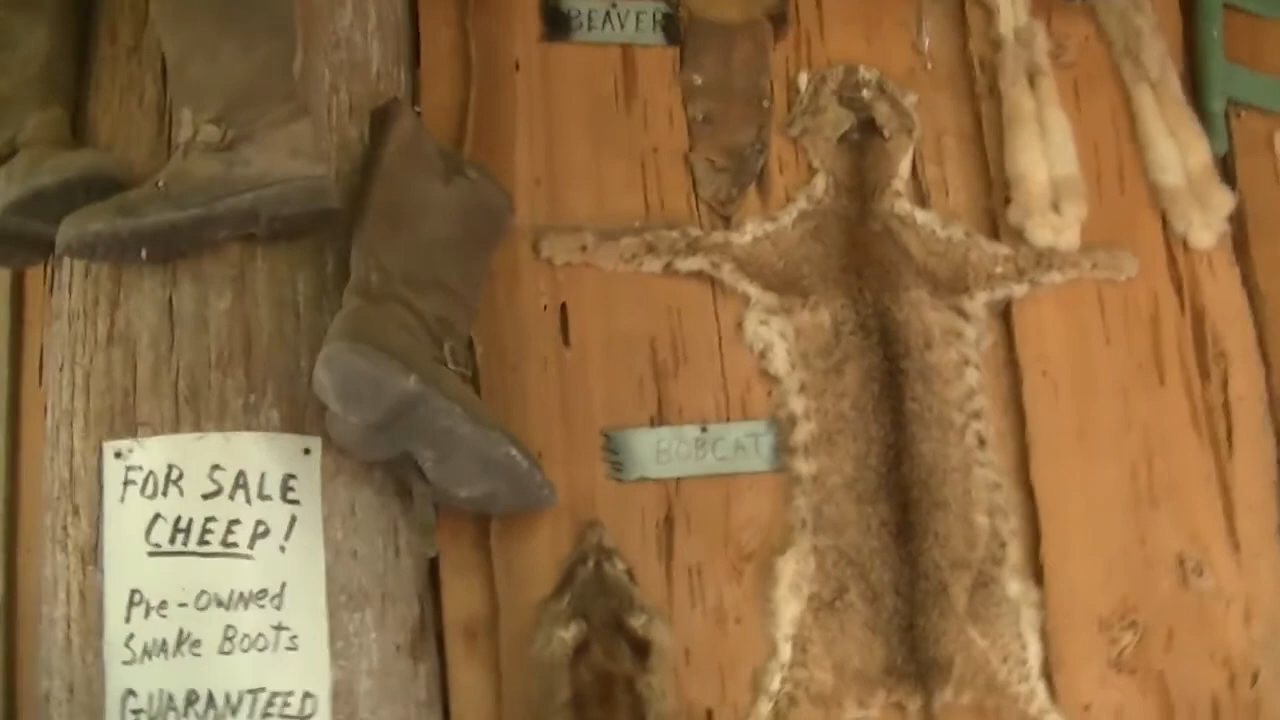 BEAVER
BOBCAT
FOR SALE
CHEEP!
Pre-owned
Snake Boots
GUARANTEED